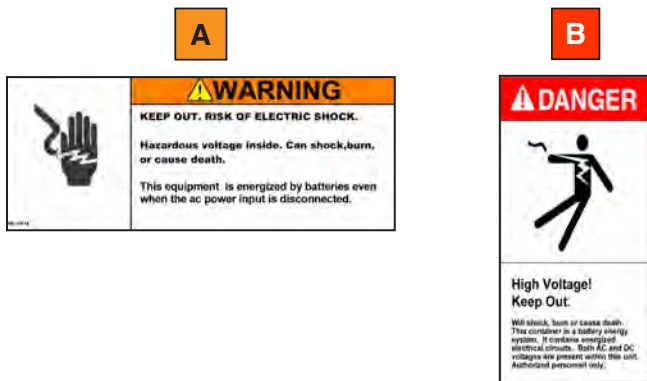 A
WARNING
KEEP OUT. RISK OF ELECTRIC SHOCK.
Hazardous voltage inside. Can shock,burn,
or cause death.
This equipment is energized by batteries even
when the ac power input is disconnected.
B
DANGER
High Voltage!
Keep Out.
Will shock, burn or cause death.
This container is a battery energy
system. It contains energized
electrical circuits. Both AC and DC
voltages are present within this unit.
Authorized personnel only.